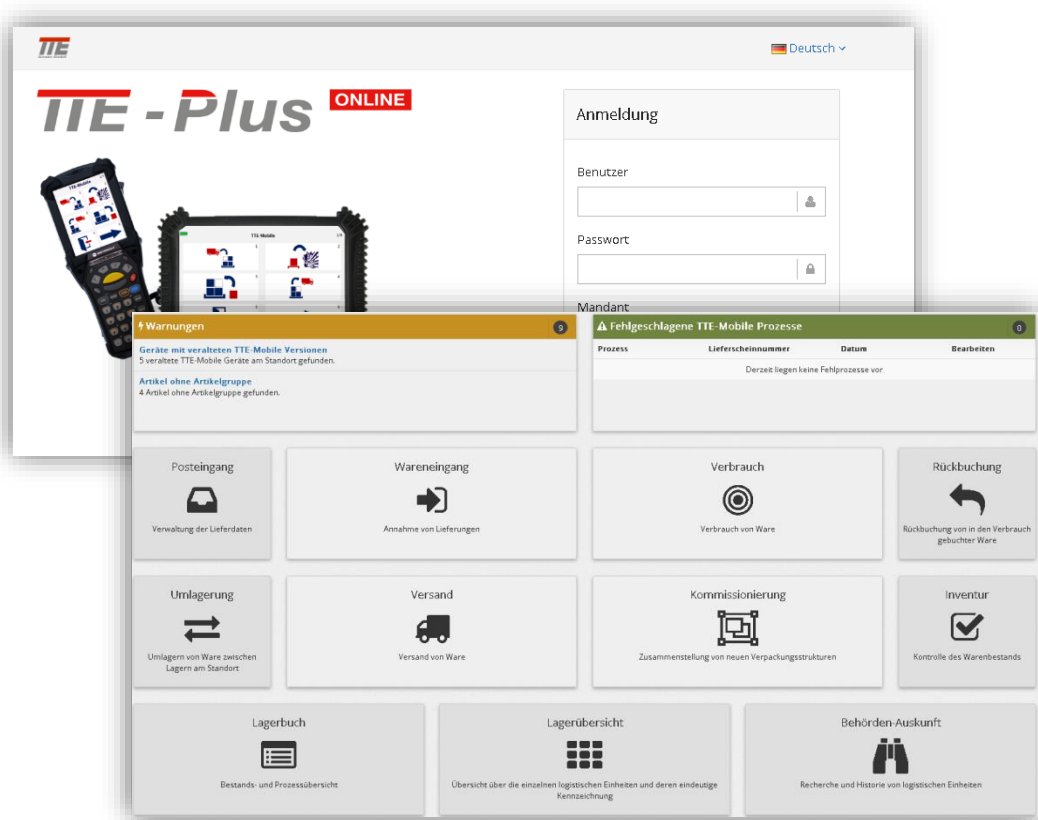 TTE
Deutsch
TTE - Plus ONLINE
Anmeldung
Benutzer
Passwort
Mandant
TTE-Mobile
TTE-Mobile
Warnungen
9
Geräte mit veralteten TTE-Mobile Versionen
5 veraltete TTE-Mobile Geräte am Standort gefunden.
Artikel ohne Artikelgruppe
4 Artikel ohne Artikelgruppe gefunden.
Fehlgeschlagene TTE-Mobile Prozesse
0
Prozess Lieferscheinnummer Datum Bearbeiten
Derzeit liegen keine Fehlprozesse vor
Posteingang
Verwaltung der Lieferdaten
Wareneingang
Annahme von Lieferungen
Verbrauch
Verbrauch von Ware
Rückbuchung
Rückbuchung von in den Verbrauch
gebuchter Ware
Umlagerung
Umlagern von Ware zwischen
Lagern am Standort
Versand
Versand von Ware
Kommissionierung
Zusammenstellung von neuen Verpackungsstrukturen
Inventur
Kontrolle des Warenbestands
Lagerbuch
Bestands- und Prozessübersicht
Lagerübersicht
Übersicht über die einzelnen logistischen Einheiten und deren eindeutige
Kennzeichnung
Behörden-Auskunft
Recherche und Historie von logistischen Einheiten